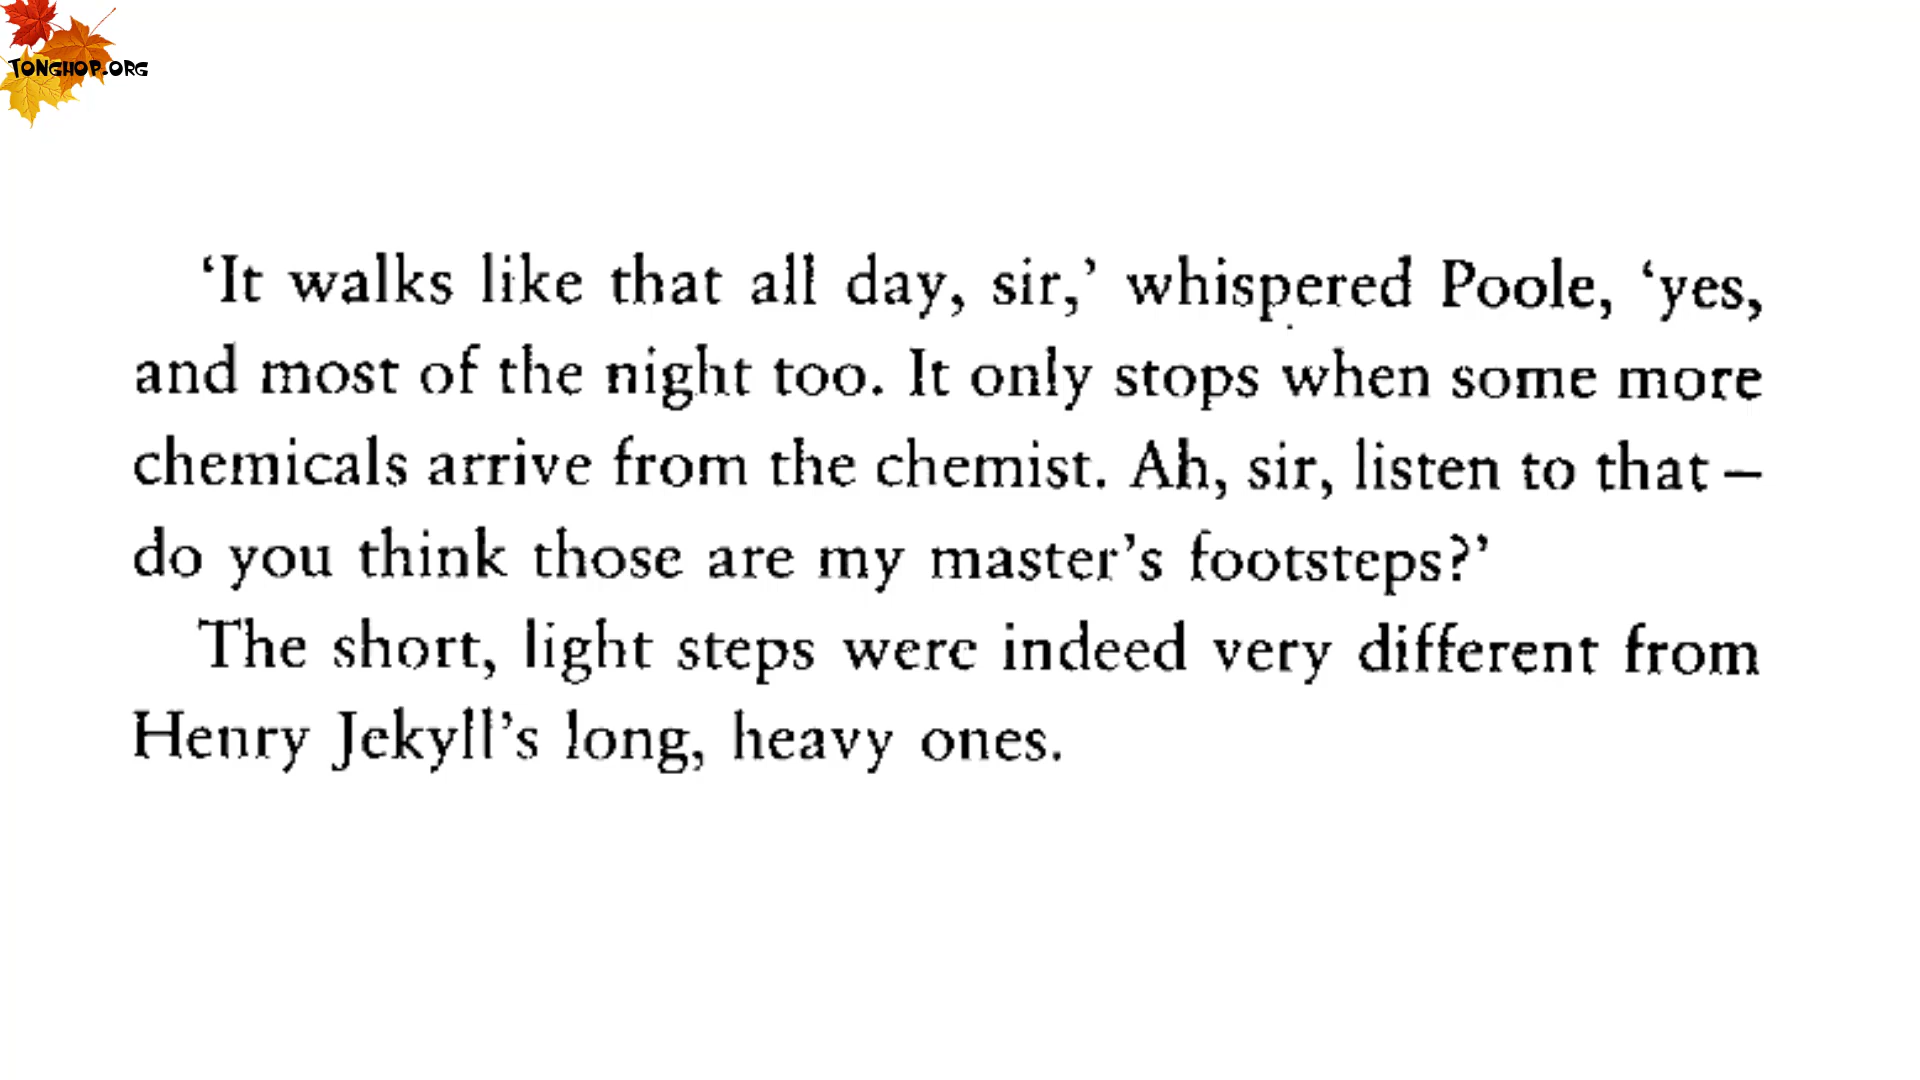 TONGHOP.ORG
‘It walks like that all day, sir,’ whispered Poole, ‘yes,
and most of the night too. It only stops when some more
chemicals arrive from the chemist. Ah, sir, listen to that –
do you think those are my master’s footsteps?’
The short, light steps were indeed very different from
Henry Jekyll’s long, heavy ones.